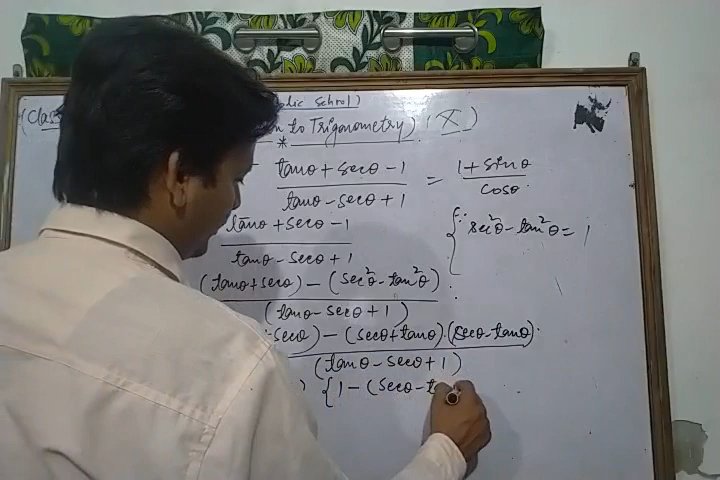 (Clas blic School)
n to Trigonometry) (X)
*
tanθ + secθ - 1 / tanθ - secθ + 1 = 1 + sinθ / cosθ
tanθ + secθ - 1 / tanθ - secθ + 1 {∵ sec²θ - tan²θ = 1
(tanθ + secθ) - (sec²θ - tan²θ) / (tanθ - secθ + 1)
secθ) - (secθ + tanθ).(secθ - tanθ) / (tanθ - secθ + 1)
) {1 - (secθ - t